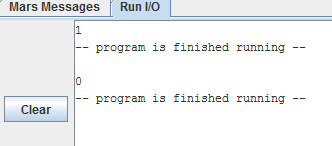 Mars Messages Run I/O
1
-- program is finished running --
0
-- program is finished running --
Clear